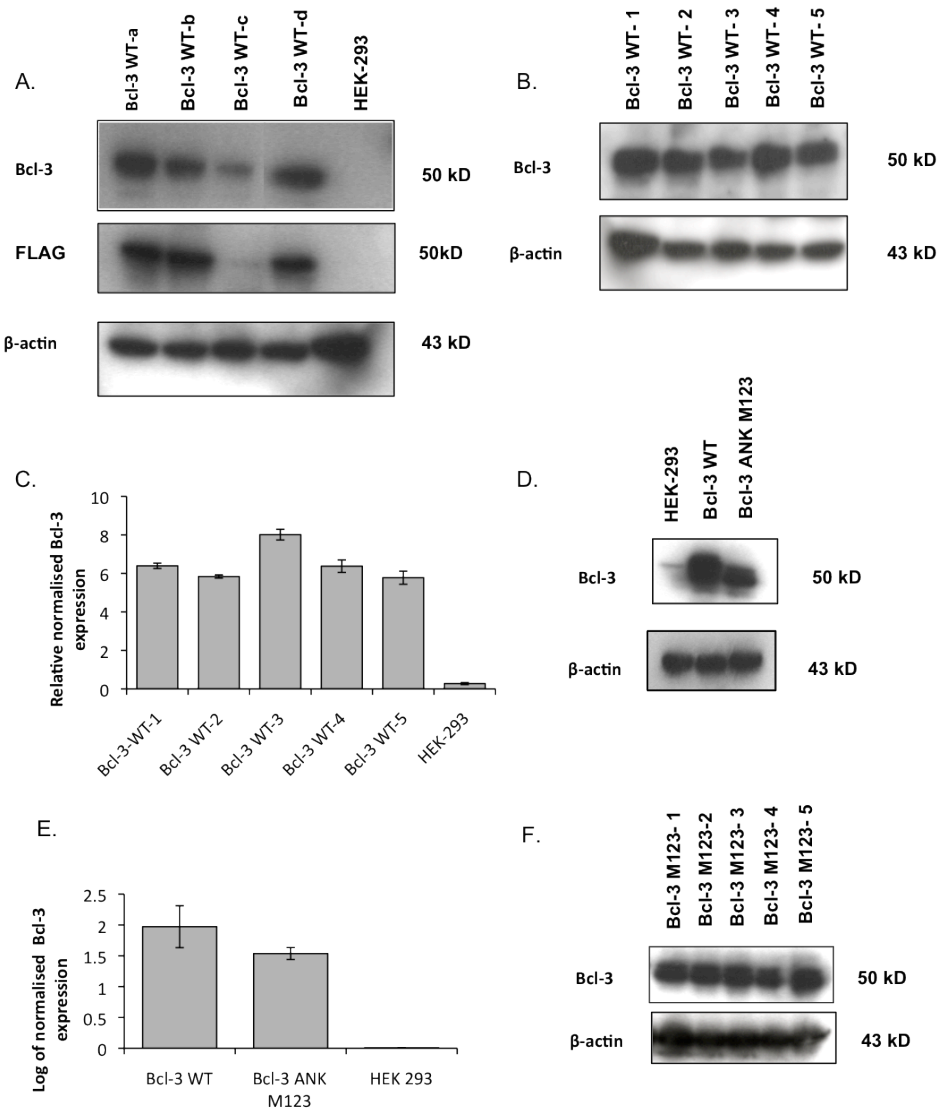 A.
Bcl-3 WT-a
Bcl-3 WT-b
Bcl-3 WT-c
Bcl-3 WT-d
HEK-293
Bcl-3
50 kD
FLAG
50kD
β-actin
43 kD
B.
Bcl-3 WT- 1
Bcl-3 WT- 2
Bcl-3 WT- 3
Bcl-3 WT- 4
Bcl-3 WT- 5
Bcl-3
50 kD
β-actin
43 kD
C.
Relative normalised Bcl-3
expression
10
8
6
4
2
0
Bcl-3-WT-1
Bcl-3 WT-2
Bcl-3 WT-3
Bcl-3 WT-4
Bcl-3 WT-5
HEK-293
D.
HEK-293
Bcl-3 WT
Bcl-3 ANK M123
Bcl-3
50 kD
β-actin
43 kD
E.
Log of normalised Bcl-3
expression
2.5
2
1.5
1
0.5
0
Bcl-3 WT
Bcl-3 ANK
M123
HEK 293
F.
Bcl-3 M123- 1
Bcl-3 M123-2
Bcl-3 M123- 3
Bcl-3 M123- 4
Bcl-3 M123- 5
Bcl-3
50 kD
β-actin
43 kD